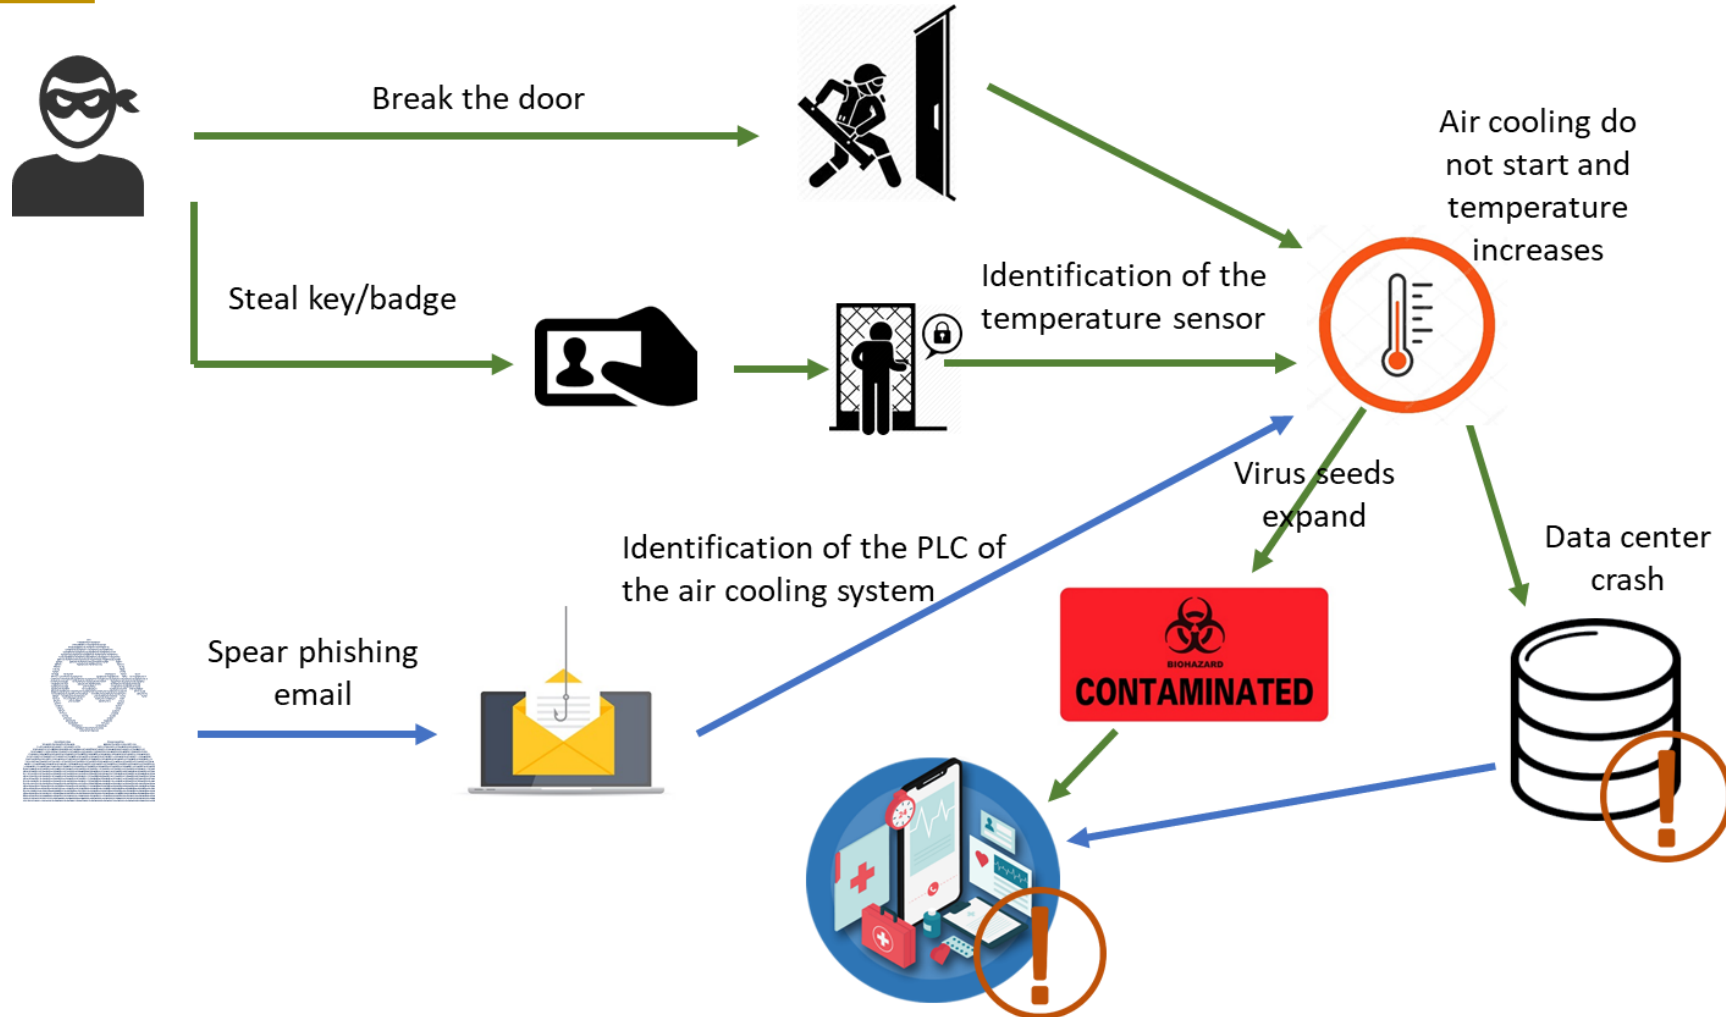 Break the door
Air cooling do
not start and
temperature
increases
Steal key/badge
Identification of the
temperature sensor
Virus seeds
expand
Identification of the PLC of
the air cooling system
Data center
crash
Spear phishing
email
BIOHAZARD
CONTAMINATED